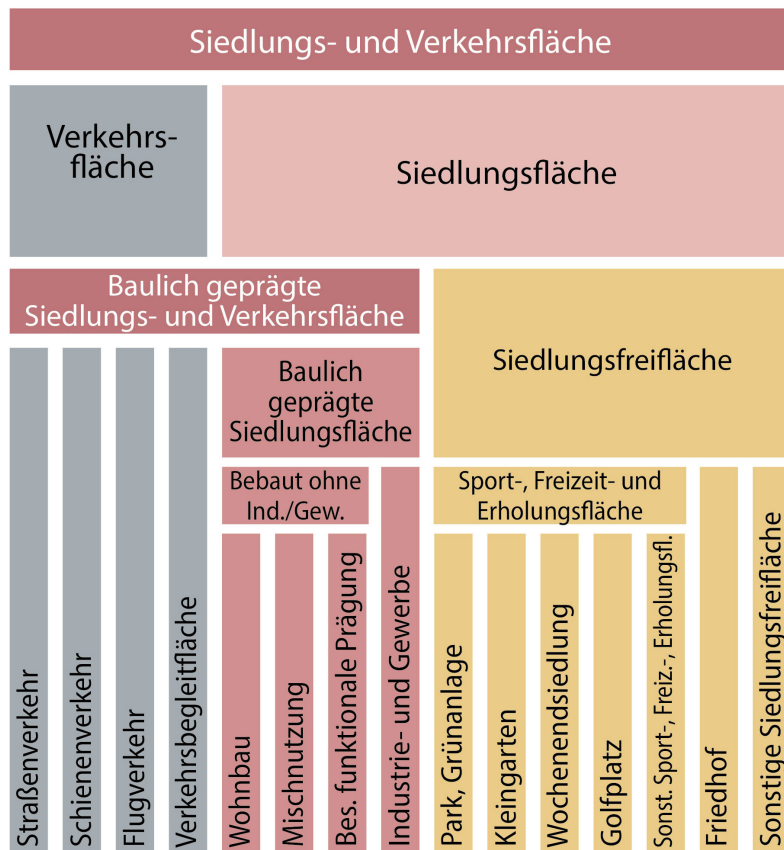 Siedlungs- und Verkehrsfläche
Verkehrs-
fläche
Siedlungsfläche
Baulich geprägte
Siedlungs- und Verkehrsfläche
Siedlungsfreifläche
Baulich
geprägte
Siedlungsfläche
Bebaut ohne
Ind./Gew.
Sport-, Freizeit- und
Erholungsfläche
Straßenverkehr
Schienenverkehr
Flugverkehr
Verkehrsbegleitfläche
Wohnbau
Mischnutzung
Bes. funktionale Prägung
Industrie- und Gewerbe
Park, Grünanlage
Kleingarten
Wochenendsiedlung
Golfplatz
Sonst. Sport-, Freiz.-, Erholungsfl.
Friedhof
Sonstige Siedlungsfreifläche